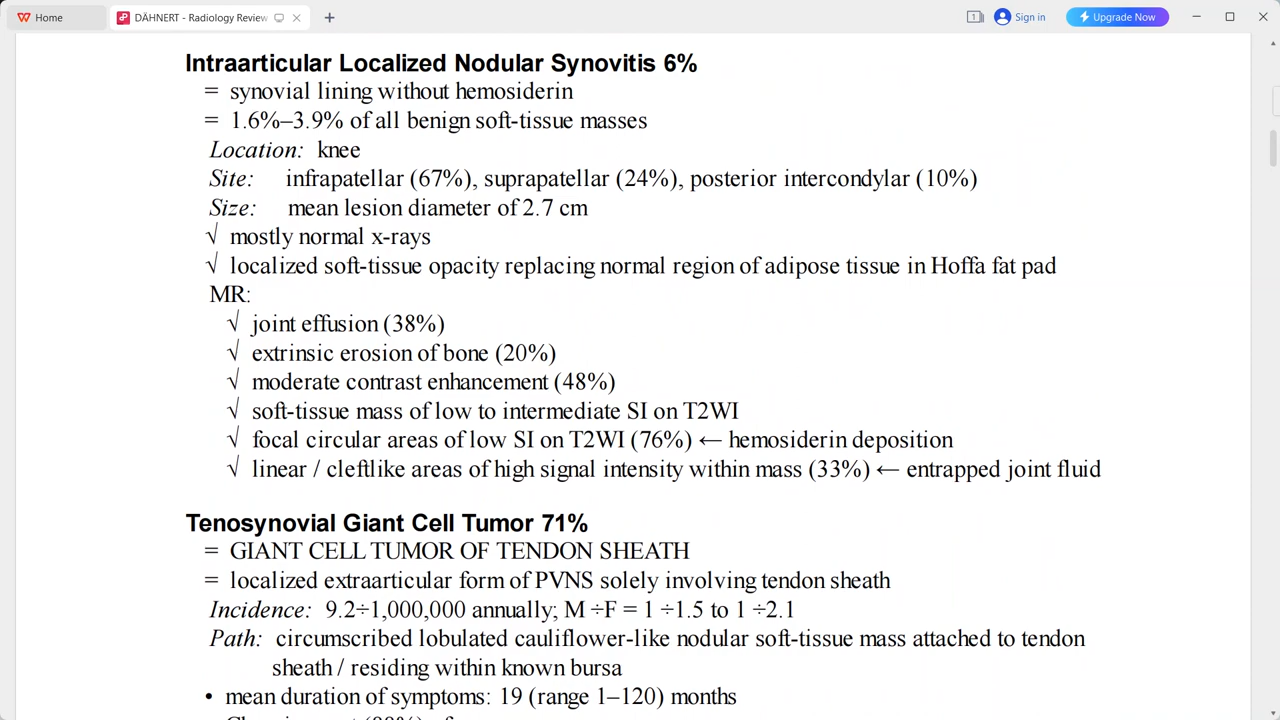 Home
DÄHNERT - Radiology Review
Sign in
Upgrade Now
Intraarticular Localized Nodular Synovitis 6%
= synovial lining without hemosiderin
= 1.6%–3.9% of all benign soft-tissue masses
Location: knee
Site: infrapatellar (67%), suprapatellar (24%), posterior intercondylar (10%)
Size: mean lesion diameter of 2.7 cm
√ mostly normal x-rays
√ localized soft-tissue opacity replacing normal region of adipose tissue in Hoffa fat pad
MR:
√ joint effusion (38%)
√ extrinsic erosion of bone (20%)
√ moderate contrast enhancement (48%)
√ soft-tissue mass of low to intermediate SI on T2WI
√ focal circular areas of low SI on T2WI (76%) ← hemosiderin deposition
√ linear / cleftlike areas of high signal intensity within mass (33%) ← entrapped joint fluid
Tenosynovial Giant Cell Tumor 71%
= GIANT CELL TUMOR OF TENDON SHEATH
= localized extraarticular form of PVNS solely involving tendon sheath
Incidence: 9.2÷1,000,000 annually; M ÷F = 1 ÷1.5 to 1 ÷2.1
Path: circumscribed lobulated cauliflower-like nodular soft-tissue mass attached to tendon
sheath / residing within known bursa
• mean duration of symptoms: 19 (range 1–120) months